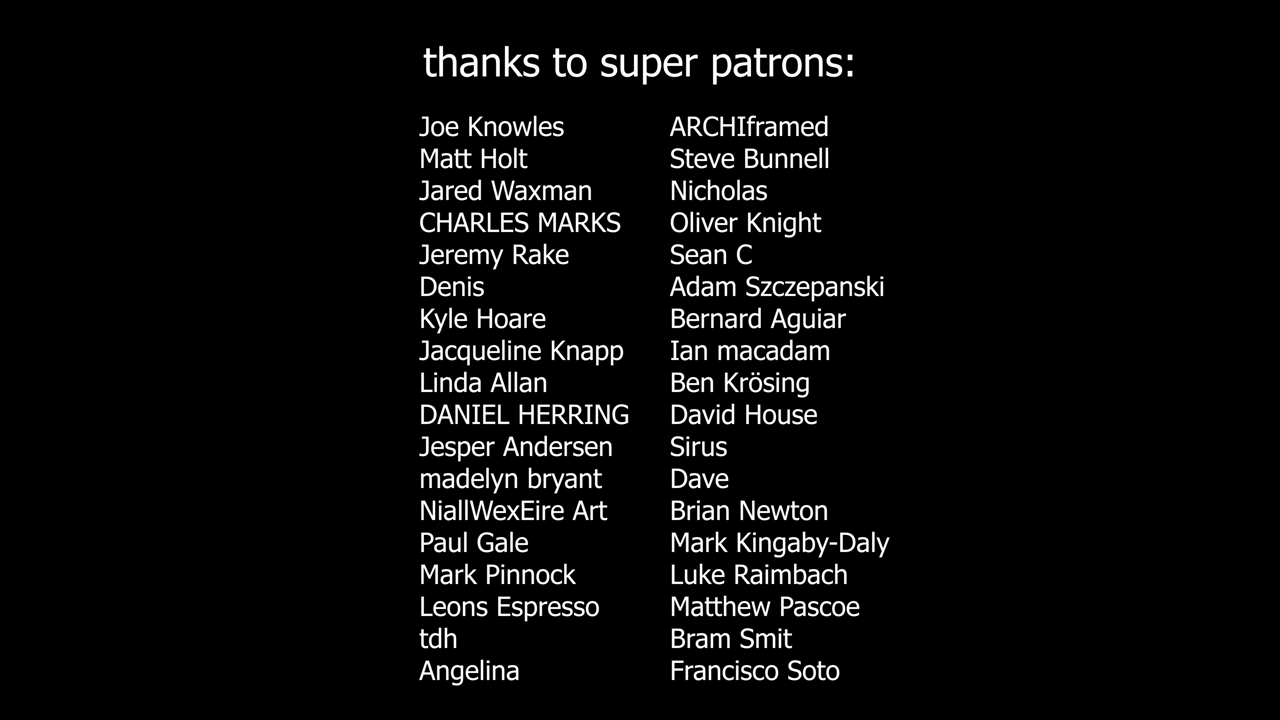 thanks to super patrons:
Joe Knowles
Matt Holt
Jared Waxman
CHARLES MARKS
Jeremy Rake
Denis
Kyle Hoare
Jacqueline Knapp
Linda Allan
DANIEL HERRING
Jesper Andersen
madelyn bryant
NiallWexEire Art
Paul Gale
Mark Pinnock
Leons Espresso
tdh
Angelina
ARCHIframed
Steve Bunnell
Nicholas
Oliver Knight
Sean C
Adam Szczepanski
Bernard Aguiar
Ian macadam
Ben Krösing
David House
Sirus
Dave
Brian Newton
Mark Kingaby-Daly
Luke Raimbach
Matthew Pascoe
Bram Smit
Francisco Soto